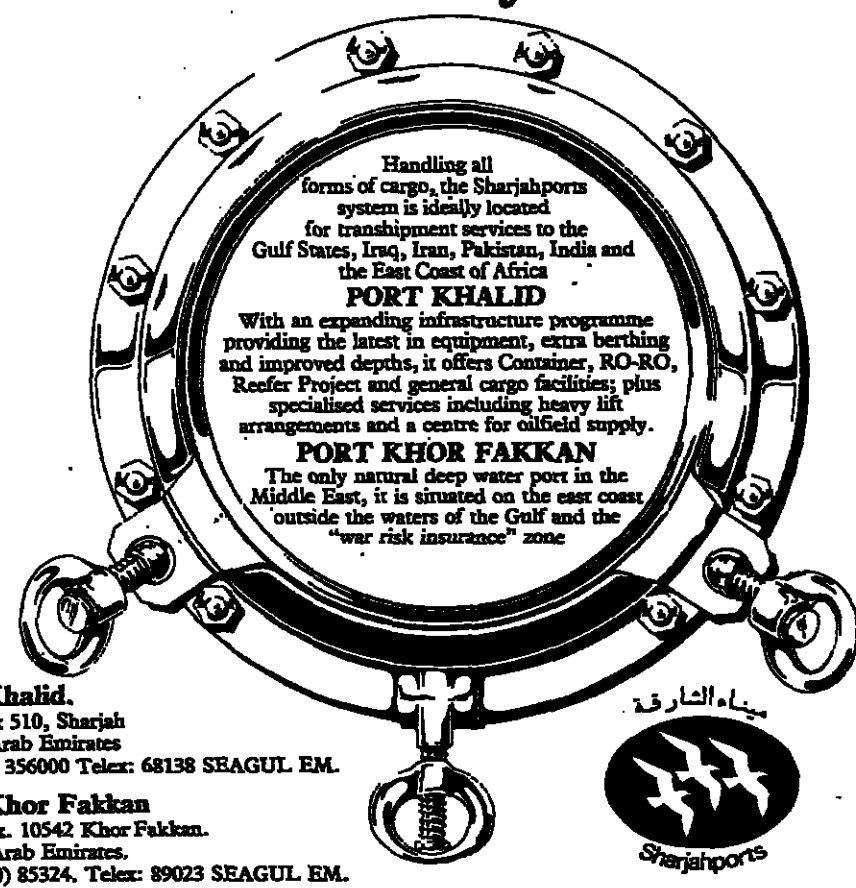 Handling all
forms of cargo, the Sharjahports
system is ideally located
for transhipment services to the
Gulf States, Iraq, Iran, Pakistan, India and
the East Coast of Africa
PORT KHALID
With an expanding infrastructure programme
providing the latest in equipment, extra berthing
and improved depths, it offers Container, RO-RO,
Reefer Project and general cargo facilities; plus
specialised services including heavy lift
arrangements and a centre for oilfield supply.
PORT KHOR FAKKAN
The only natural deep water port in the
Middle East, it is situated on the east coast
outside the waters of the Gulf and the
"war risk insurance" zone
Khalid.
510, Sharjah
Arab Emirates
356000 Telex: 68138 SEAGUL EM.
Khor Fakkan
10542 Khor Fakkan.
Arab Emirates.
85324. Telex: 89023 SEAGUL EM.
ميناء الشارقة
Sharjahports